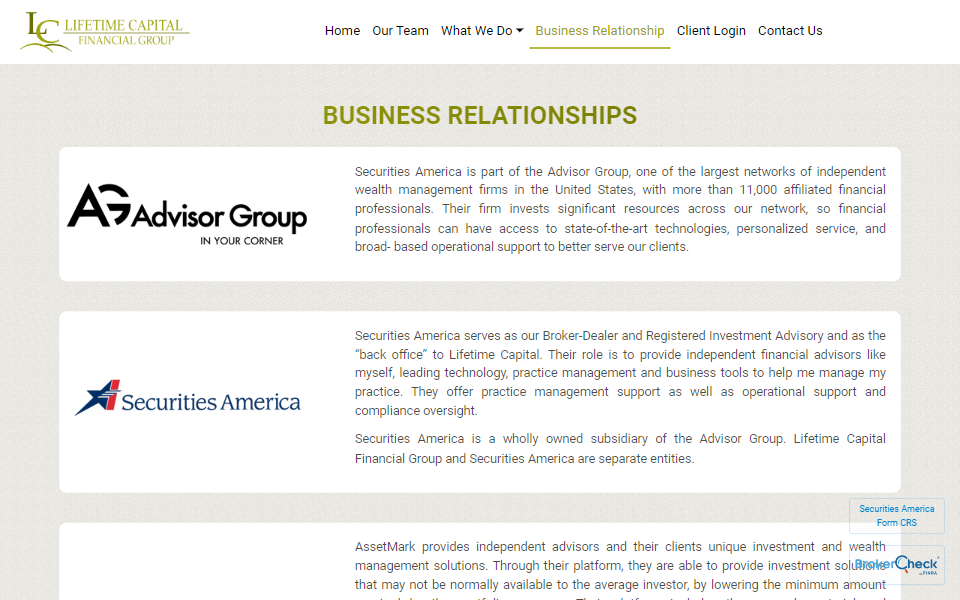 LC LIFETIME CAPITAL
FINANCIAL GROUP
Home Our Team What We Do Business Relationship Client Login Contact Us
BUSINESS RELATIONSHIPS
AG Advisor Group
IN YOUR CORNER
Securities America is part of the Advisor Group, one of the largest networks of independent
wealth management firms in the United States, with more than 11,000 affiliated financial
professionals. Their firm invests significant resources across our network, so financial
professionals can have access to state-of-the-art technologies, personalized service, and
broad- based operational support to better serve our clients.
Securities America
Securities America serves as our Broker-Dealer and Registered Investment Advisory and as the
“back office” to Lifetime Capital. Their role is to provide independent financial advisors like
myself, leading technology, practice management and business tools to help me manage my
practice. They offer practice management support as well as operational support and
compliance oversight.
Securities America is a wholly owned subsidiary of the Advisor Group. Lifetime Capital
Financial Group and Securities America are separate entities.
Securities America
Form CRS
AssetMark provides independent advisors and their clients unique investment and wealth
management solutions. Through their platform, they are able to provide investment solutions
that may not be normally available to the average investor, by lowering the minimum amount
BrokerCheck
by FINRA